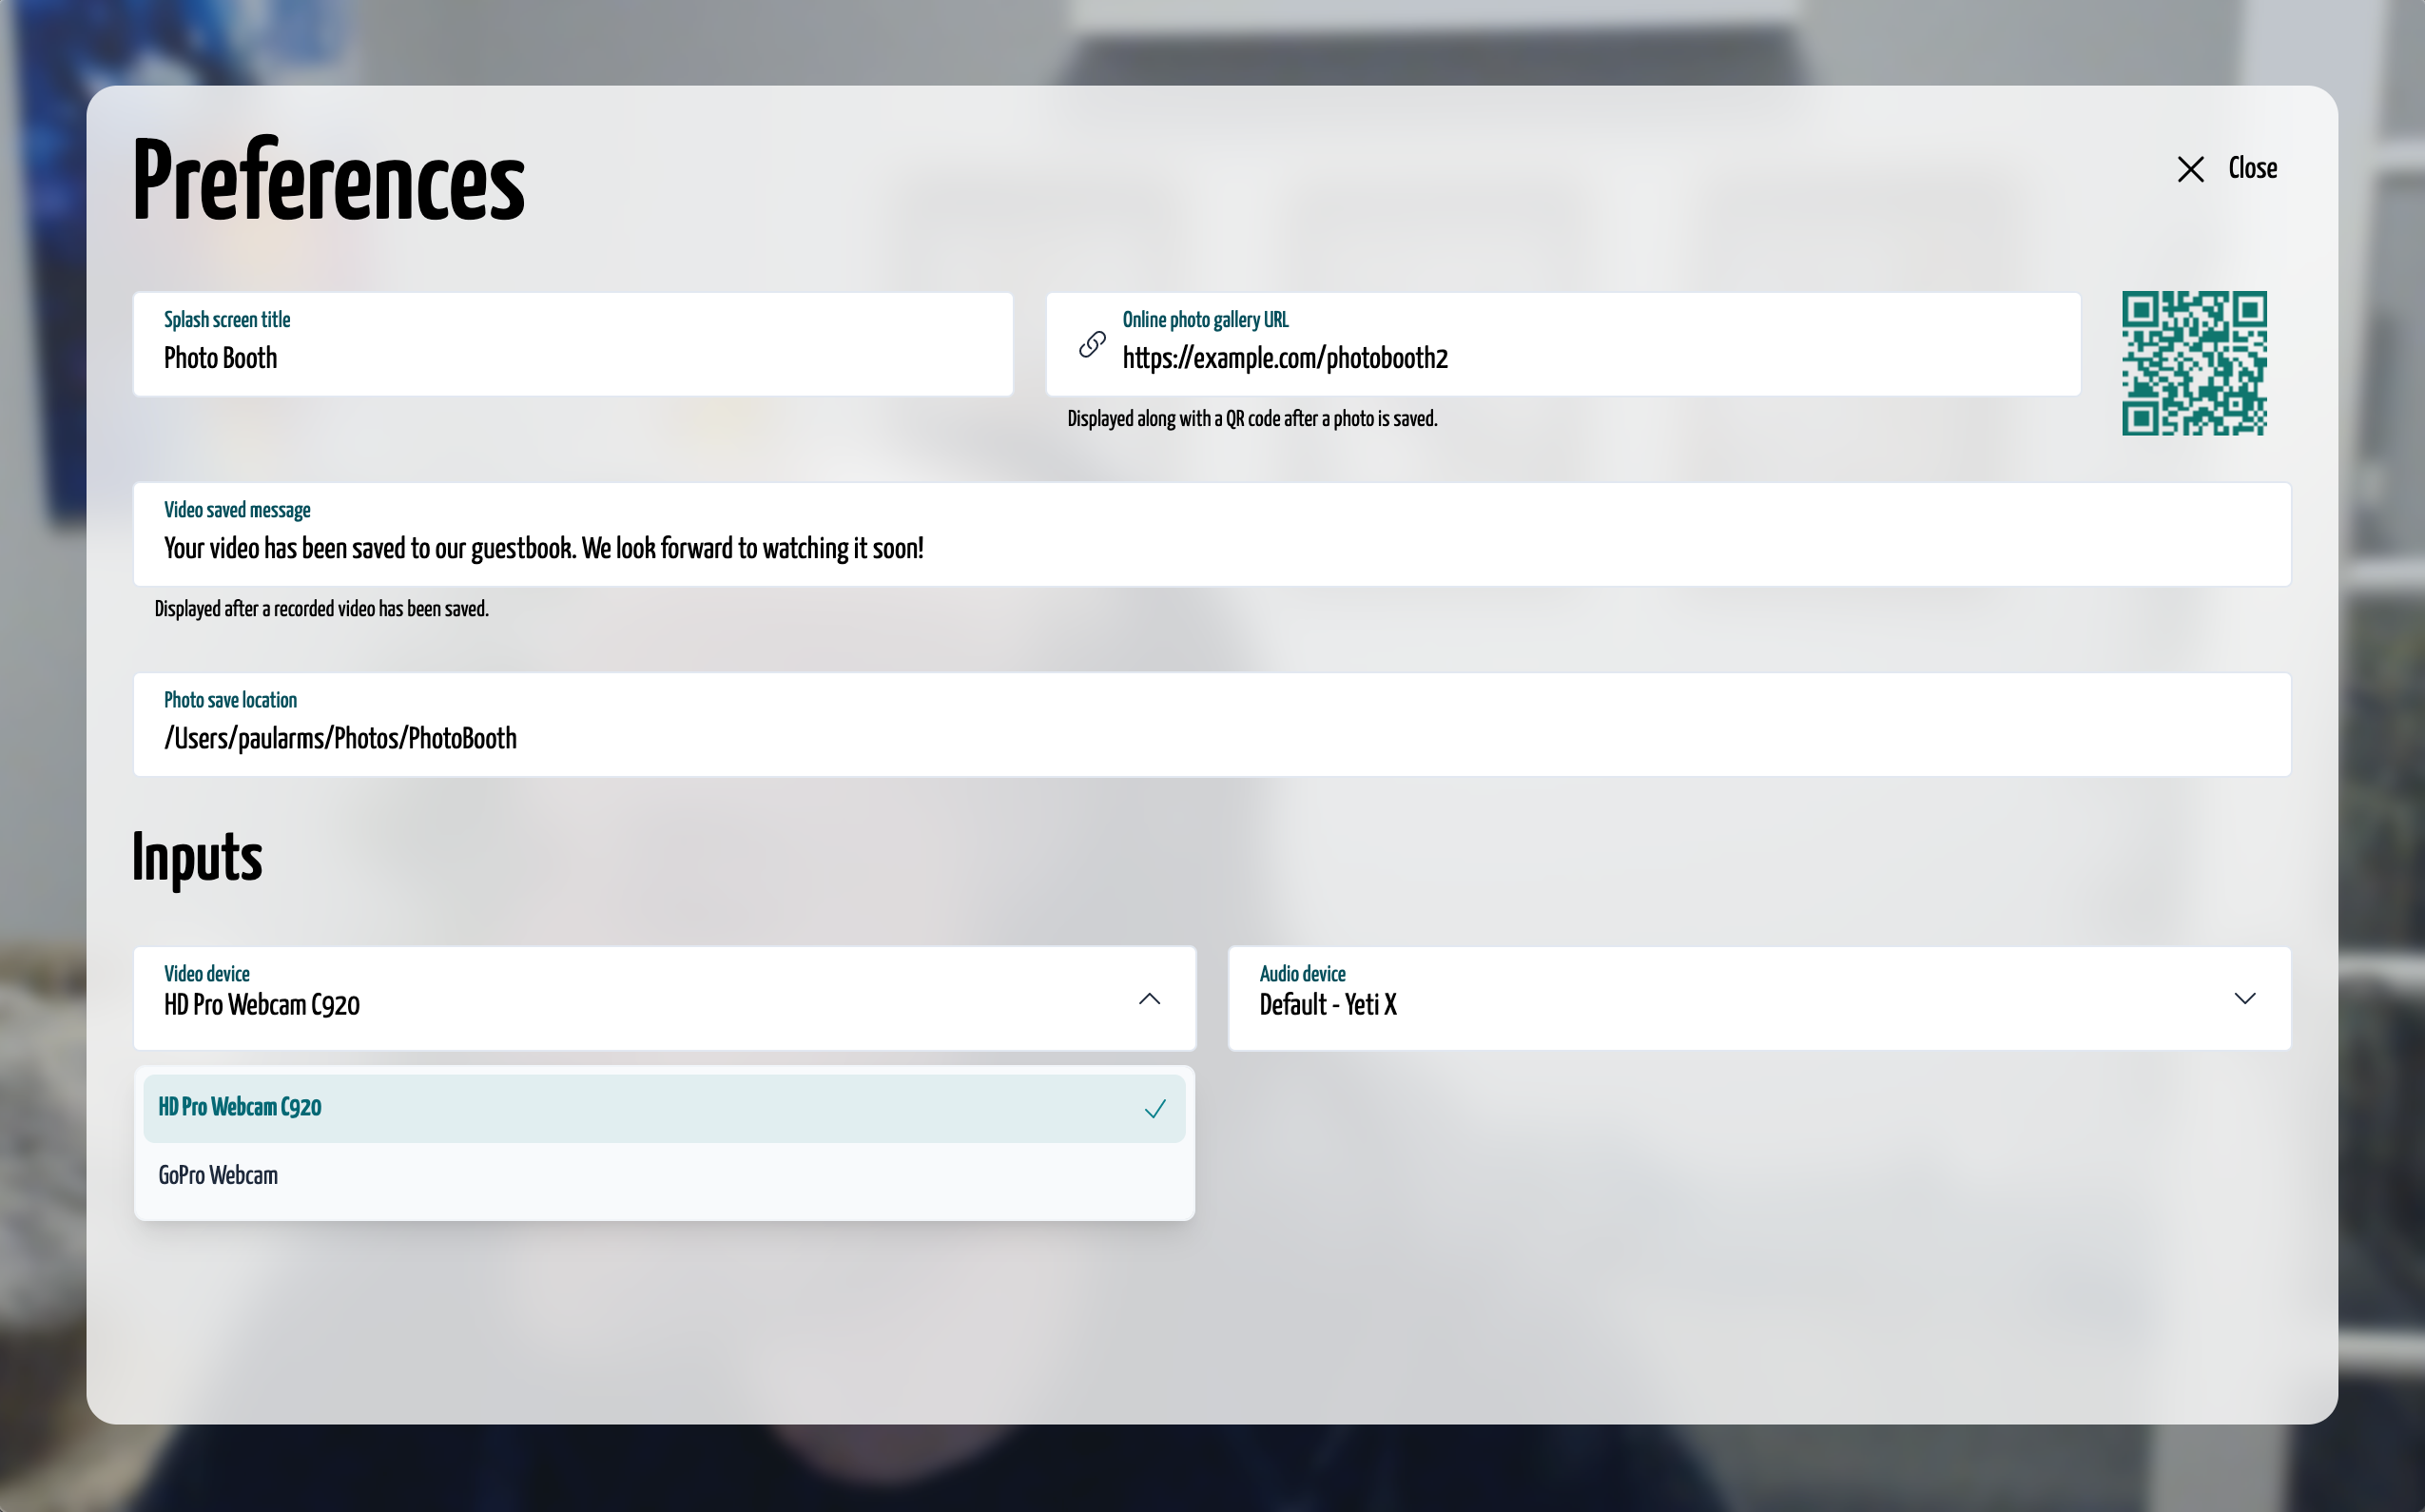 Preferences
Close
Splash screen title
Photo Booth
Online photo gallery URL
https://example.com/photobooth2
Displayed along with a QR code after a photo is saved.
Video saved message
Your video has been saved to our guestbook. We look forward to watching it soon!
Displayed after a recorded video has been saved.
Photo save location
/Users/paularms/Photos/PhotoBooth
Inputs
Video device
HD Pro Webcam C920
Audio device
Default - Yeti X
HD Pro Webcam C920
GoPro Webcam